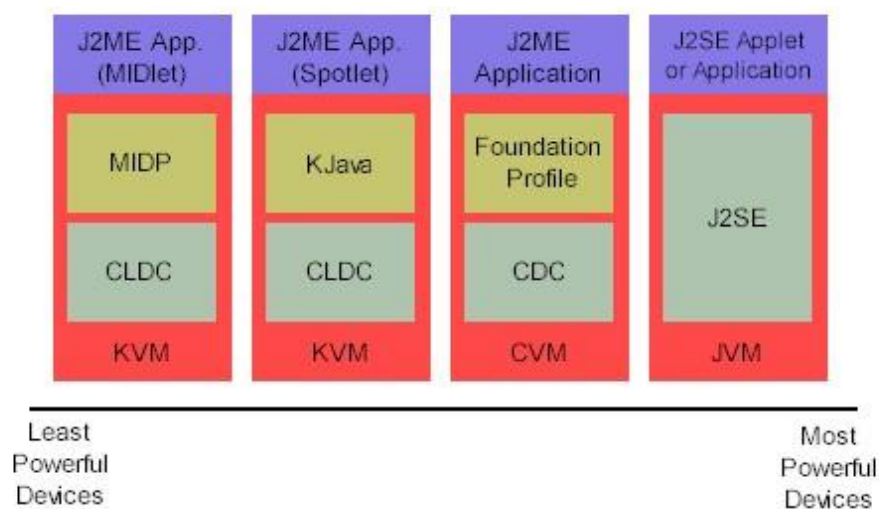 J2ME App.
(MIDlet)
MIDP
CLDC
KVM
J2ME App.
(Spotlet)
KJava
CLDC
KVM
J2ME
Application
Foundation
Profile
CDC
CVM
J2SE Applet
or Application
J2SE
JVM
Least
Powerful
Devices
Most
Powerful
Devices